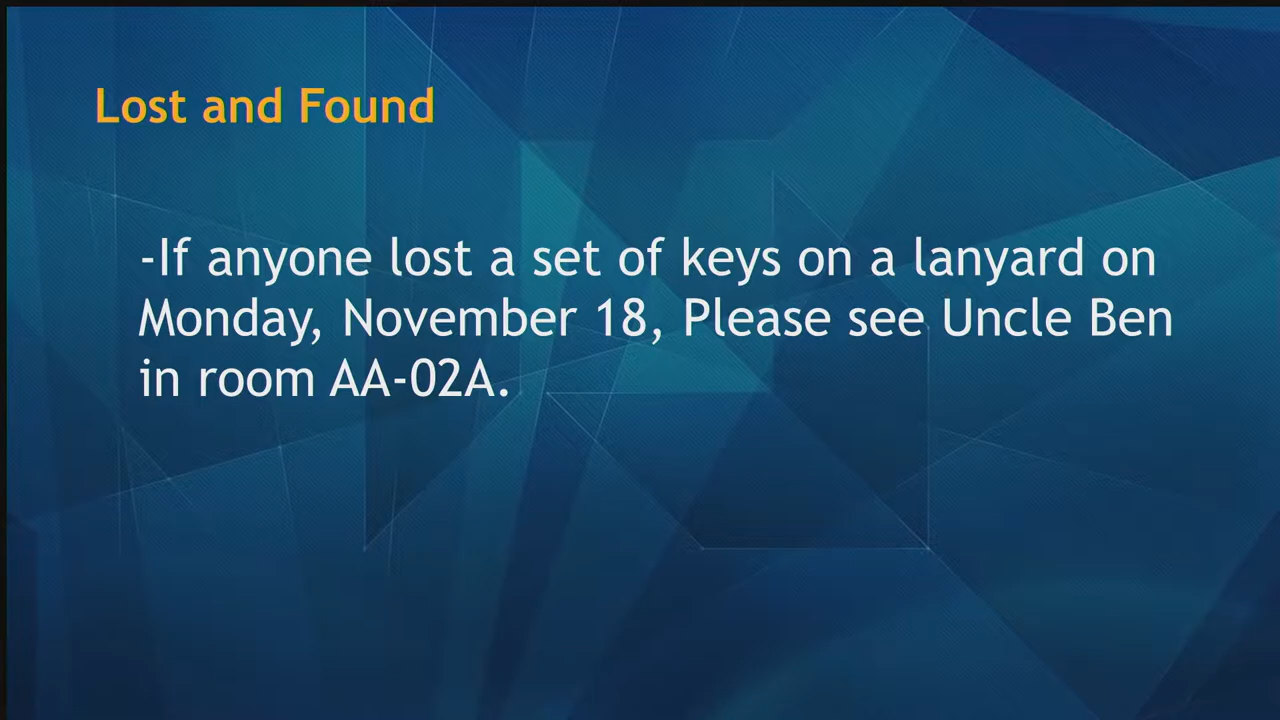 Lost and Found
-If anyone lost a set of keys on a lanyard on
Monday, November 18, Please see Uncle Ben
in room AA-02A.